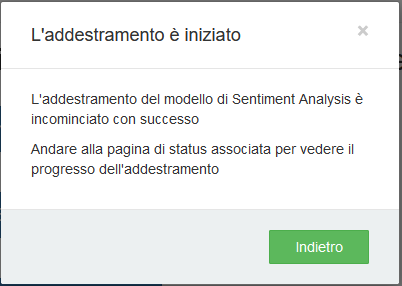 L'addestramento è iniziato
×
L'addestramento del modello di Sentiment Analysis è
incominciato con successo
Andare alla pagina di status associata per vedere il
progresso dell'addestramento
Indietro